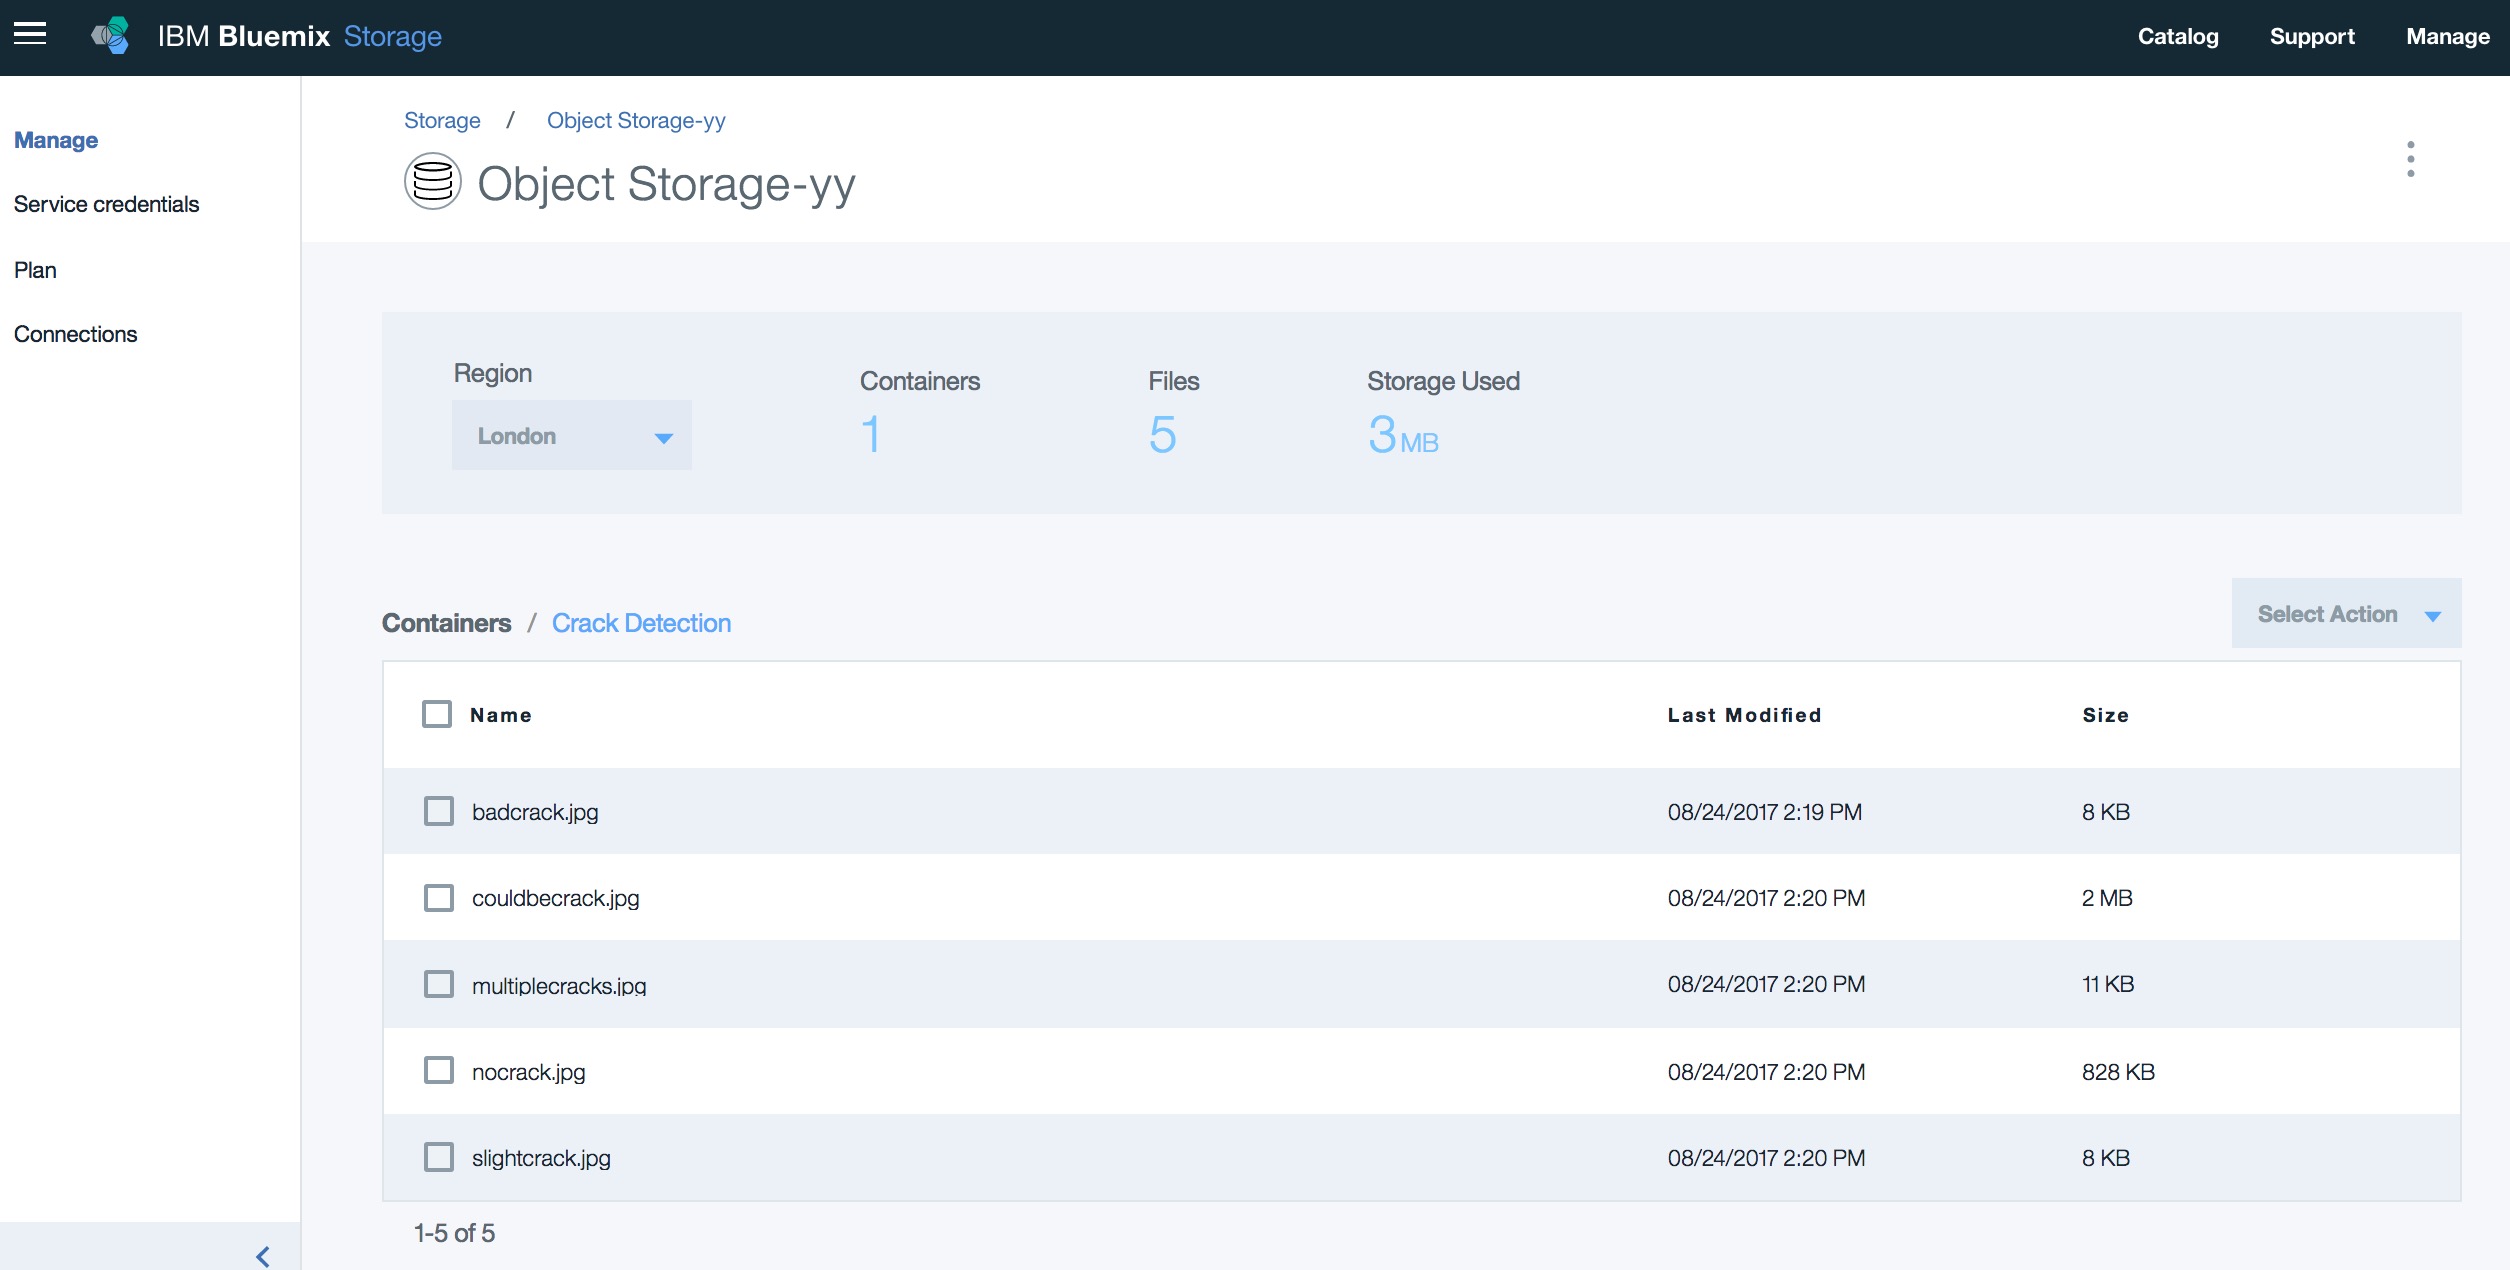 IBM Bluemix Storage
Catalog Support Manage
Manage
Service credentials
Plan
Connections
Storage / Object Storage-yy
Object Storage-yy
Region
London
Containers
1
Files
5
Storage Used
3 MB
Containers / Crack Detection
Select Action
Name Last Modified Size
badcrack.jpg 08/24/2017 2:19 PM 8 KB
couldbecrack.jpg 08/24/2017 2:20 PM 2 MB
multiplecracks.jpg 08/24/2017 2:20 PM 11 KB
nocrack.jpg 08/24/2017 2:20 PM 828 KB
slightcrack.jpg 08/24/2017 2:20 PM 8 KB
1-5 of 5